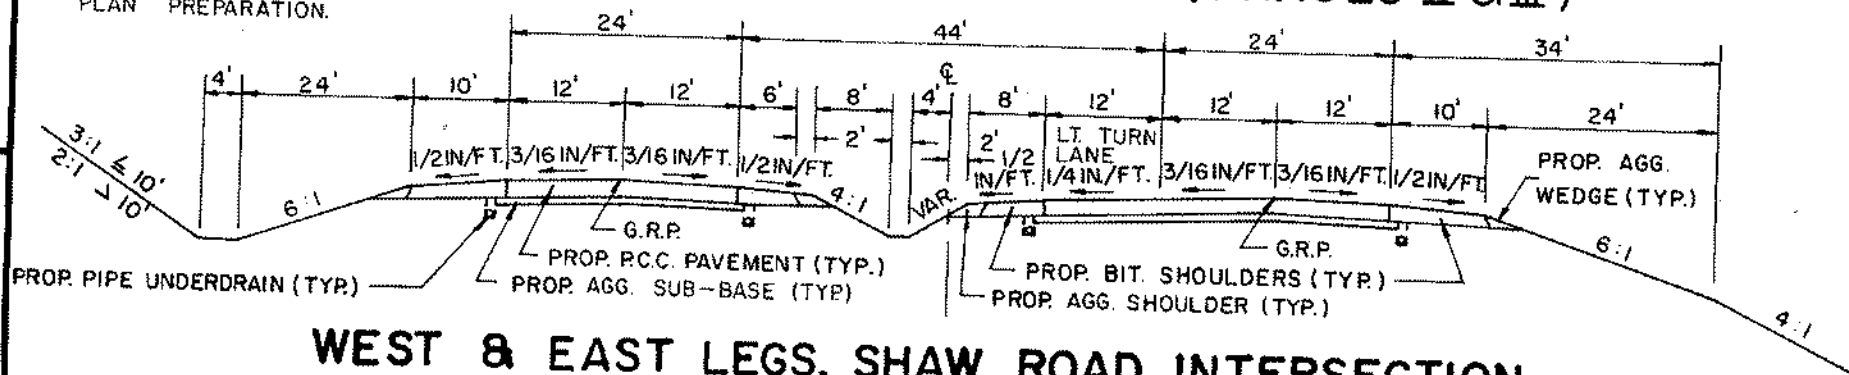 PLAN PREPARATION.
24' 44' 24' 34'
4' 24' 10' 12' 12' 6' 8' 4' ℄ 8' 12' 12' 12' 10' 24'
2' 2'
LT. TURN
LANE
3:1 ≤ 10'
2:1 > 10'
6:1
1/2IN/FT. 3/16 IN/FT. 3/16 IN/FT. 1/2IN/FT.
4:1
VAR.
1/2
IN/FT.
1/4 IN./FT. 3/16IN/FT. 3/16IN/FT. 1/2IN/FT.
PROP. AGG.
WEDGE (TYP.)
6:1
4:1
G.R.P.
PROP. P.C.C. PAVEMENT (TYP.)
PROP. AGG. SUB-BASE (TYP)
PROP. PIPE UNDERDRAIN (TYP.)
G.R.P.
PROP. BIT. SHOULDERS (TYP.)
PROP. AGG. SHOULDER (TYP.)
WEST & EAST LEGS, SHAW ROAD INTERSECTION